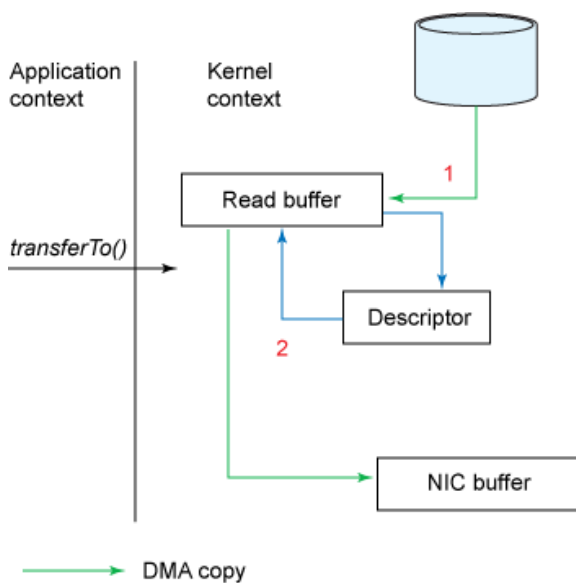 Application
context
Kernel
context
1
Read buffer
transferTo()
Descriptor
2
NIC buffer
DMA copy